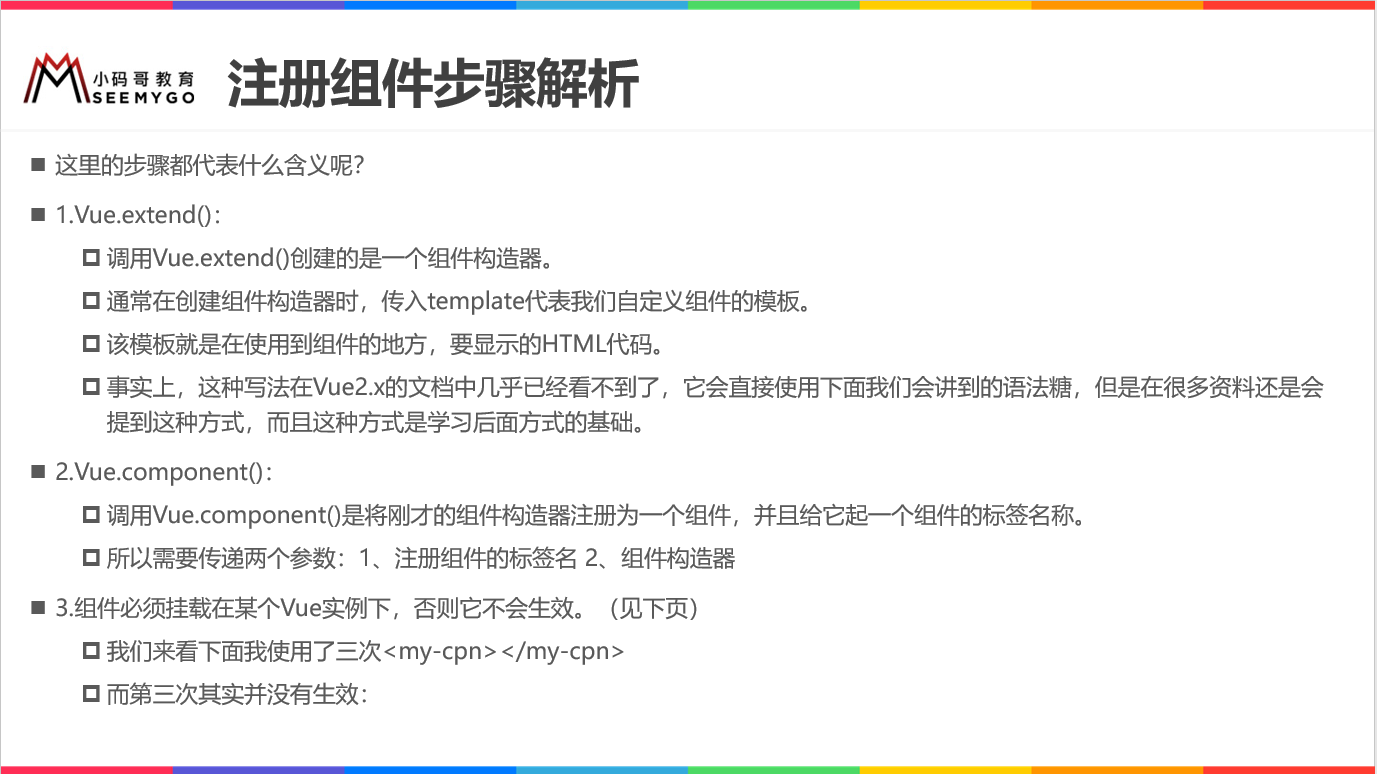 小码哥教育
SEEMYGO
注册组件步骤解析
这里的步骤都代表什么含义呢？
1.Vue.extend()：
调用Vue.extend()创建的是一个组件构造器。
通常在创建组件构造器时，传入template代表我们自定义组件的模板。
该模板就是在使用到组件的地方，要显示的HTML代码。
事实上，这种写法在Vue2.x的文档中几乎已经看不到了，它会直接使用下面我们会讲到的语法糖，但是在很多资料还是会
提到这种方式，而且这种方式是学习后面方式的基础。
2.Vue.component()：
调用Vue.component()是将刚才的组件构造器注册为一个组件，并且给它起一个组件的标签名称。
所以需要传递两个参数：1、注册组件的标签名 2、组件构造器
3.组件必须挂载在某个Vue实例下，否则它不会生效。（见下页）
我们来看下面我使用了三次<my-cpn></my-cpn>
而第三次其实并没有生效：